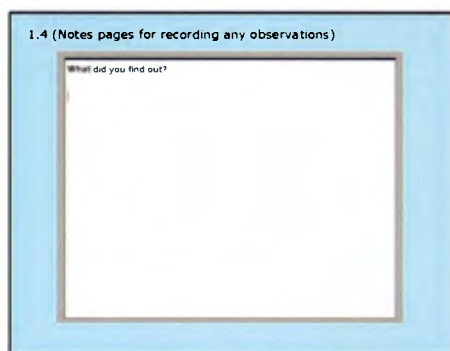 1.4 (Notes pages for recording any observations)
What did you find out?